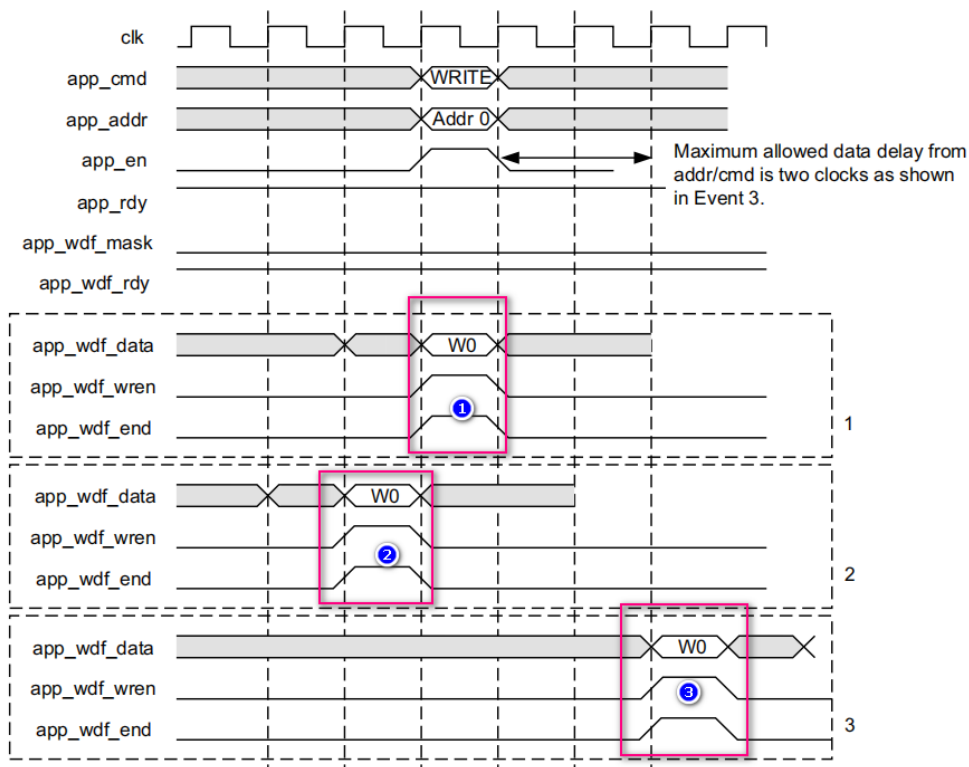 clk
app_cmd WRITE
app_addr Addr 0
app_en
Maximum allowed data delay from
addr/cmd is two clocks as shown
in Event 3.
app_rdy
app_wdf_mask
app_wdf_rdy
app_wdf_data W0
app_wdf_wren
1
app_wdf_end
1
app_wdf_data W0
app_wdf_wren
2
app_wdf_end
2
app_wdf_data W0
app_wdf_wren
3
app_wdf_end
3